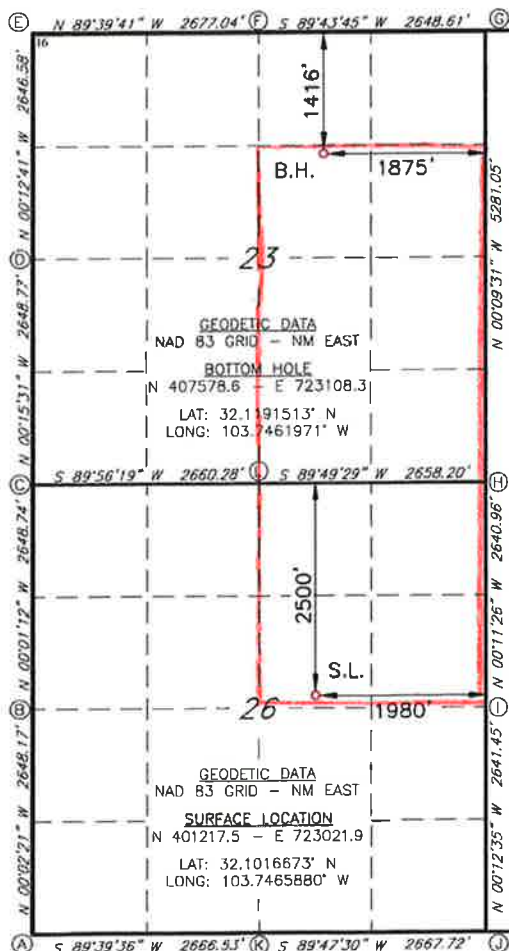 E N 89°39'41" W 2677.04' F S 89°43'45" W 2648.61' G
16
N 00°12'41" W 2646.58'
1416'
B.H.
1875'
N 00°09'31" W 5281.05'
D
23
N 00°15'31" W 2648.77'
GEODETIC DATA
NAD 83 GRID - NM EAST
BOTTOM HOLE
N 407578.6 - E 723108.3
LAT: 32.1191513° N
LONG: 103.7461971° W
C S 89°56'19" W 2660.28' L S 89°49'29" W 2658.20' H
N 00°01'12" W 2648.74'
2500'
N 00°11'26" W 2640.96'
S.L.
B
26
1980'
I
N 00°02'21" W 2648.17'
GEODETIC DATA
NAD 83 GRID - NM EAST
SURFACE LOCATION
N 401217.5 - E 723021.9
LAT: 32.1016673° N
LONG: 103.7465880° W
N 00°12'35" W 2641.45'
A S 89°39'36" W 2666.53' K S 89°47'30" W 2667.72' J